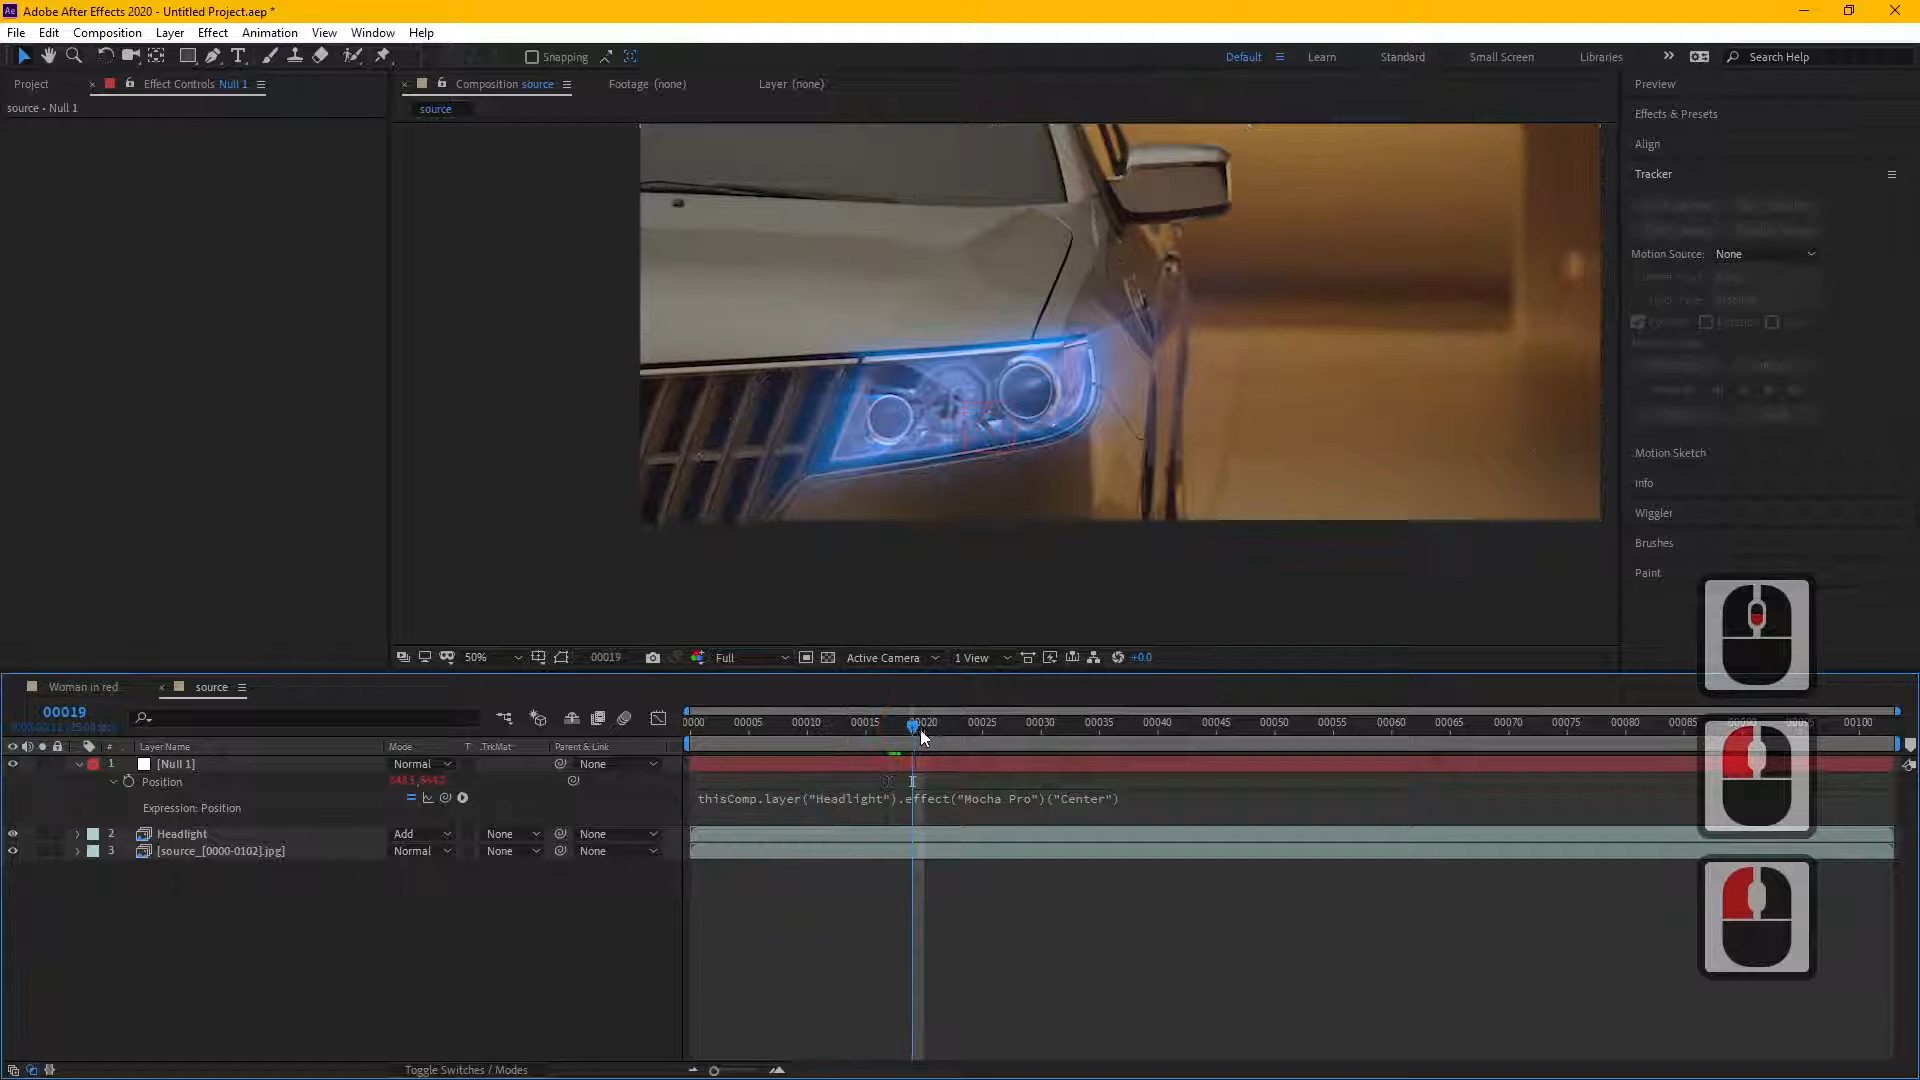 Ae Adobe After Effects 2020 - Untitled Project.aep *
File Edit Composition Layer Effect Animation View Window Help
Snapping Default Learn Standard Small Screen Libraries Search Help
Project Effect Controls Null 1 Composition source Footage (none) Layer (none) Preview
source • Null 1 source
Effects & Presets
Align
Tracker
Motion Source: None
Motion Sketch
Info
Wiggler
Brushes
Paint
50% 00019 Full Active Camera 1 View +0.0
Woman in red source
00019
0000 00005 00010 00015 00020 00025 00030 00035 00040 00045 00050 00055 00060 00065 00070 00075 00080 00085 00100
# Layer Name Mode T .TrkMat Parent & Link
1 [Null 1] Normal None
Position
Expression: Position thisComp.layer("Headlight").effect("Mocha Pro")("Center")
2 Headlight Add None None
3 [source_[0000-0102].jpg] Normal None None
Toggle Switches / Modes